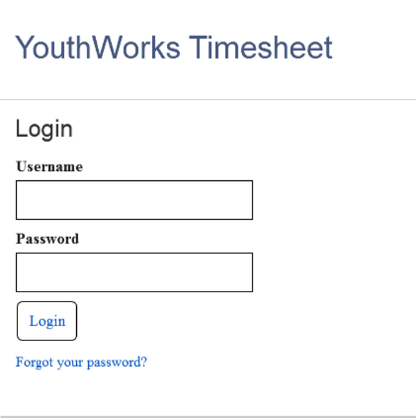 YouthWorks Timesheet
Login
Username
Password
Login
Forgot your password?